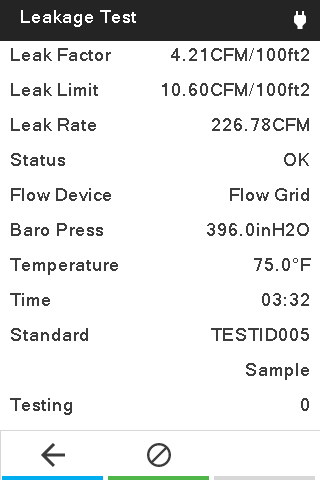 Leakage Test
Leak Factor 4.21CFM/100ft2
Leak Limit 10.60CFM/100ft2
Leak Rate 226.78CFM
Status OK
Flow Device Flow Grid
Baro Press 396.0inH2O
Temperature 75.0°F
Time 03:32
Standard TESTID005
Sample
Testing 0